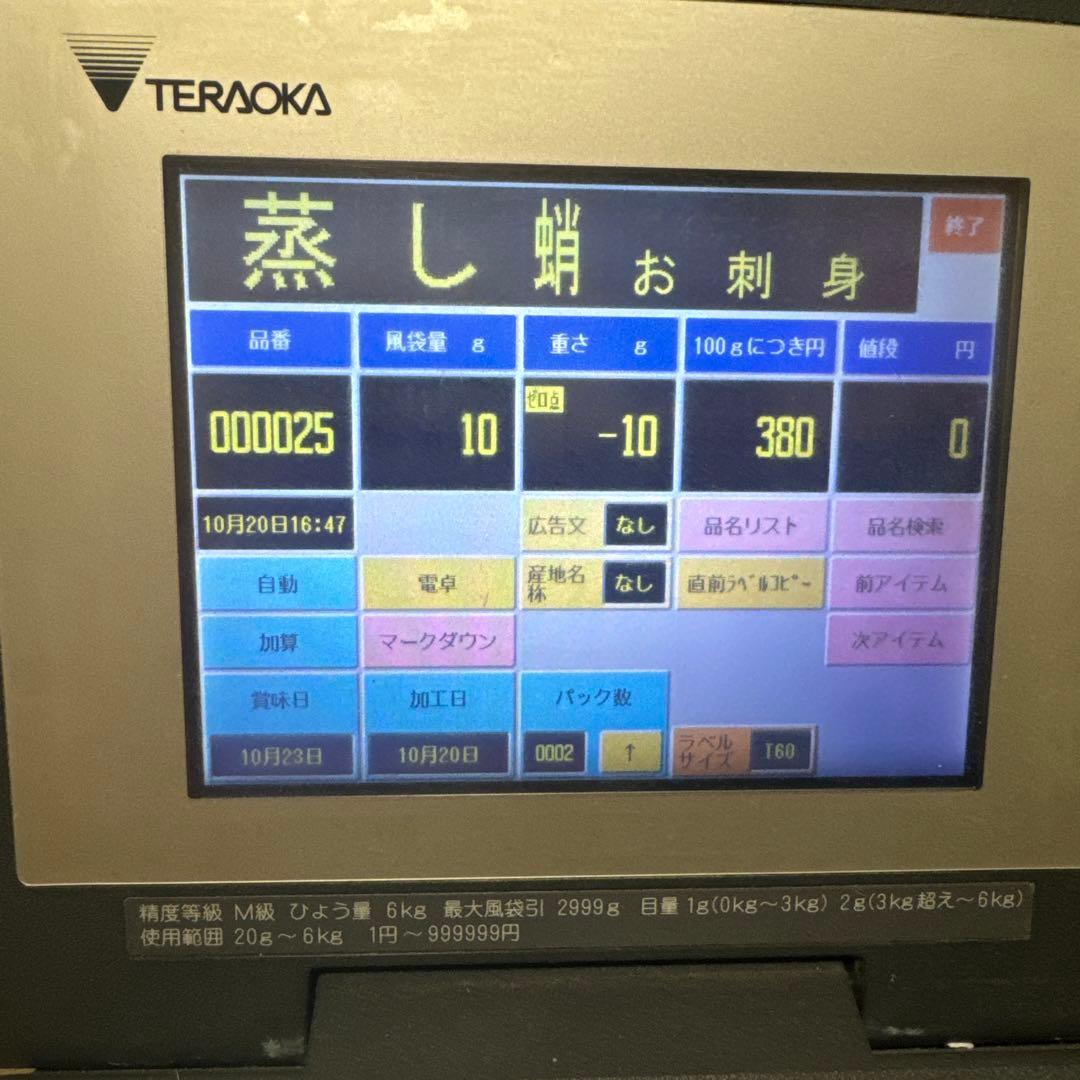 TERAOKA
蒸し蛸お刺身 終了
品番 風袋量 g 重さ g 100gにつき円 値段 円
000025 10 ゼロ点 -10 380 0
10月20日16:47 広告文 なし 品名リスト 品名検索
自動 電卓 産地名 株 なし 直前ラベルコピー 前アイテム
加算 マークダウン 次アイテム
賞味日 加工日 パック数
10月23日 10月20日 0002 ↑ ラベル サイズ T60
精度等級 M級 ひょう量 6kg 最大風袋引 2999g 目量 1g(0kg～3kg) 2g(3kg超え～6kg)
使用範囲 20g～6kg 1円～999999円